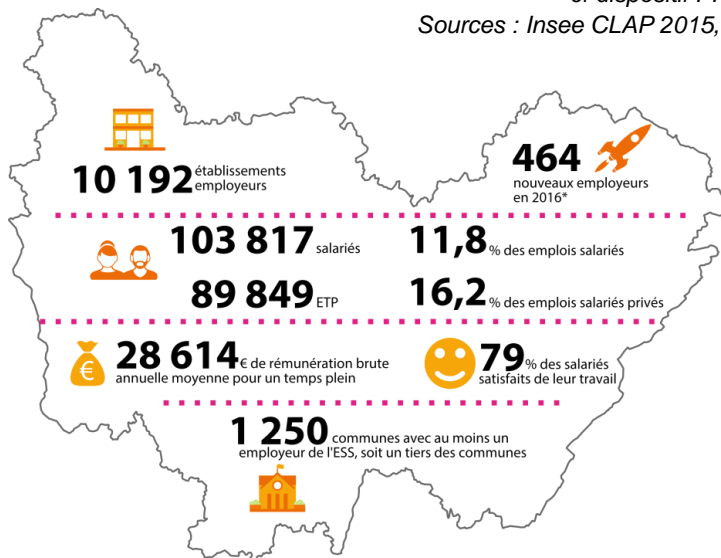 Sources : Insee CLAP 2015,
10 192 établissements
employeurs
464
nouveaux employeurs
en 2016*
103 817 salariés
11,8 % des emplois salariés
89 849 ETP
16,2 % des emplois salariés privés
28 614 € de rémunération brute
annuelle moyenne pour un temps plein
79 % des salariés
satisfaits de leur travail
1 250 communes avec au moins un
employeur de l'ESS, soit un tiers des communes
€